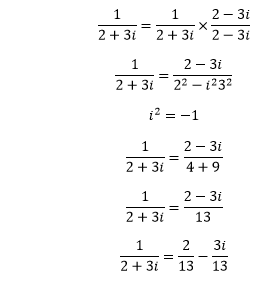 1/(2 + 3i) = 1/(2 + 3i) × (2 − 3i)/(2 − 3i)
1/(2 + 3i) = (2 − 3i)/(2² − i²3²)
i² = −1
1/(2 + 3i) = (2 − 3i)/(4 + 9)
1/(2 + 3i) = (2 − 3i)/13
1/(2 + 3i) = 2/13 − 3i/13